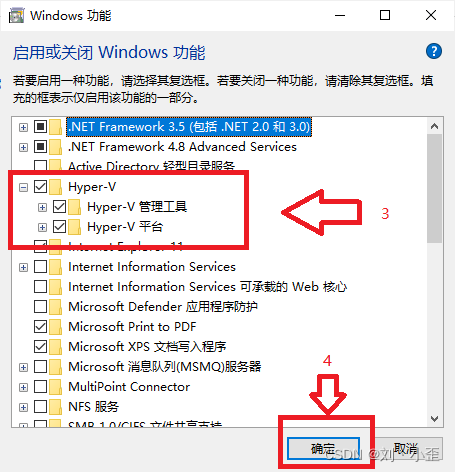 Windows 功能
启用或关闭 Windows 功能
若要启用一种功能，请选择其复选框。若要关闭一种功能，请清除其复选框。填
充的框表示仅启用该功能的一部分。
.NET Framework 3.5 (包括 .NET 2.0 和 3.0)
.NET Framework 4.8 Advanced Services
Active Directory 轻型目录服务
Hyper-V
Hyper-V 管理工具
3
Hyper-V 平台
Internet Explorer 11
Internet Information Services
Internet Information Services 可承载的 Web 核心
Microsoft Defender 应用程序防护
Microsoft Print to PDF
Microsoft XPS 文档写入程序
4
Microsoft 消息队列(MSMQ)服务器
MultiPoint Connector
NFS 服务
SMB 1.0/CIFS 文件共享支持
确定
取消
CSDN @刘丶小歪